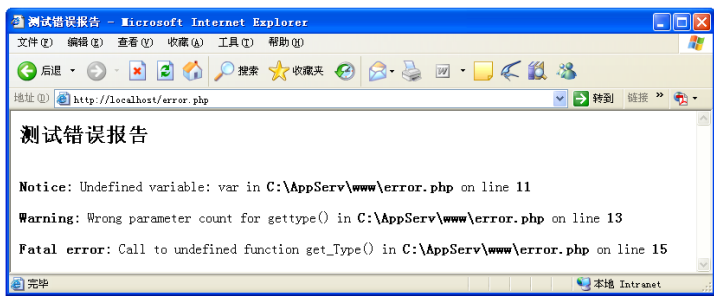 测试错误报告 - Microsoft Internet Explorer
文件(F) 编辑(E) 查看(V) 收藏(A) 工具(T) 帮助(H)
后退 搜索 收藏夹
地址(D) http://localhost/error.php 转到 链接 »
测试错误报告
Notice: Undefined variable: var in C:\AppServ\www\error.php on line 11
Warning: Wrong parameter count for gettype() in C:\AppServ\www\error.php on line 13
Fatal error: Call to undefined function get_Type() in C:\AppServ\www\error.php on line 15
完毕 本地 Intranet